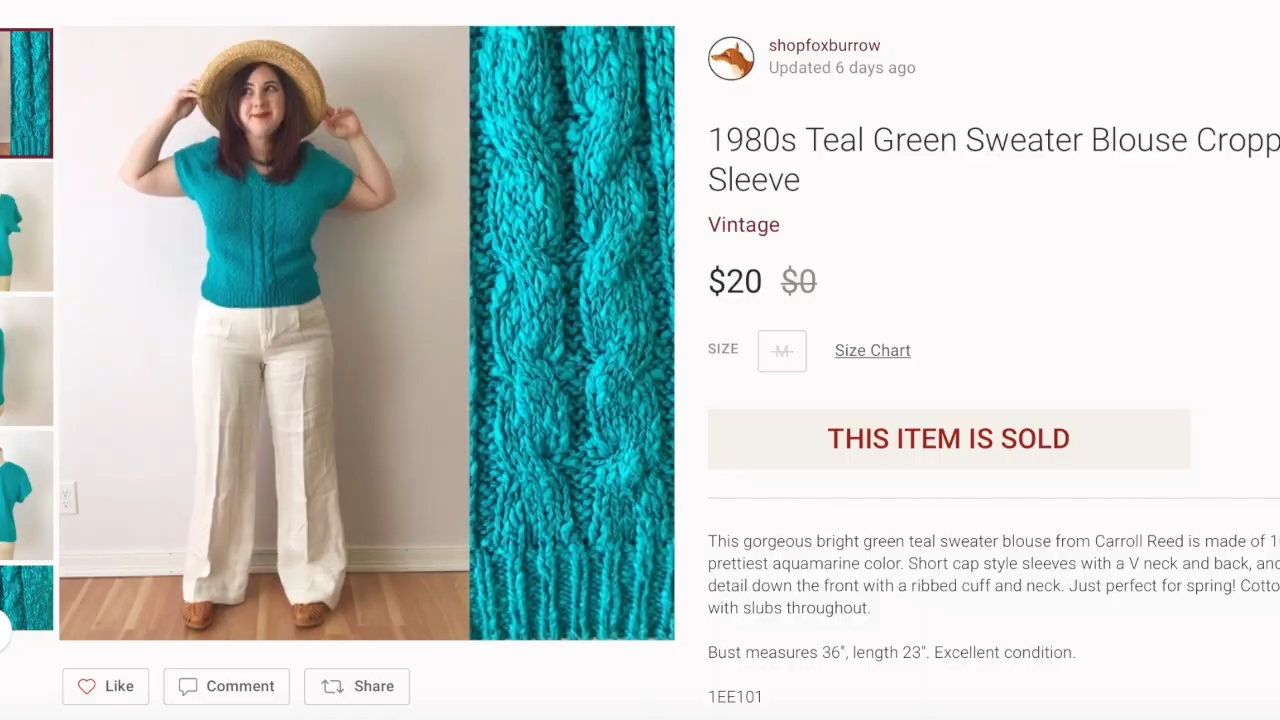 shopfoxburrow
Updated 6 days ago
1980s Teal Green Sweater Blouse Cropp
Sleeve
Vintage
$20 $0
SIZE M Size Chart
THIS ITEM IS SOLD
This gorgeous bright green teal sweater blouse from Carroll Reed is made of 1
prettiest aquamarine color. Short cap style sleeves with a V neck and back, and
detail down the front with a ribbed cuff and neck. Just perfect for spring! Cotto
with slubs throughout.
Bust measures 36", length 23". Excellent condition.
1EE101
Like Comment Share